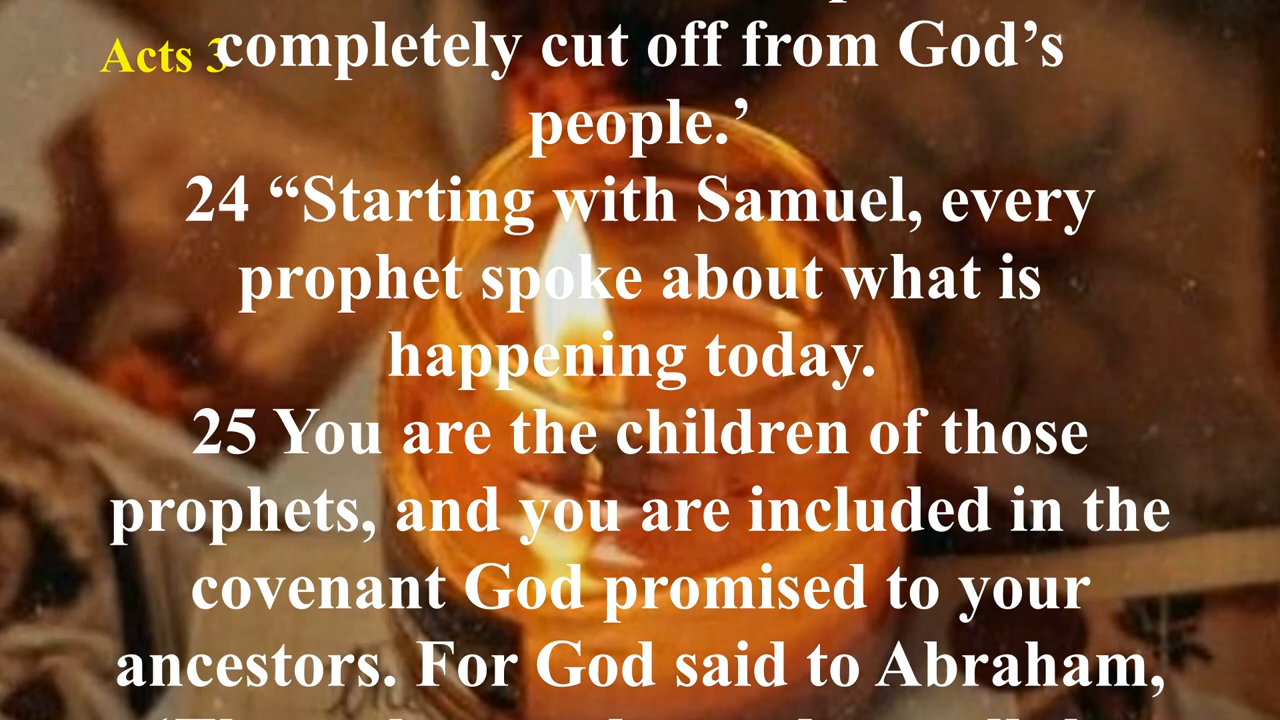 Acts 3
completely cut off from God’s
people.’
24 “Starting with Samuel, every
prophet spoke about what is
happening today.
25 You are the children of those
prophets, and you are included in the
covenant God promised to your
ancestors. For God said to Abraham,